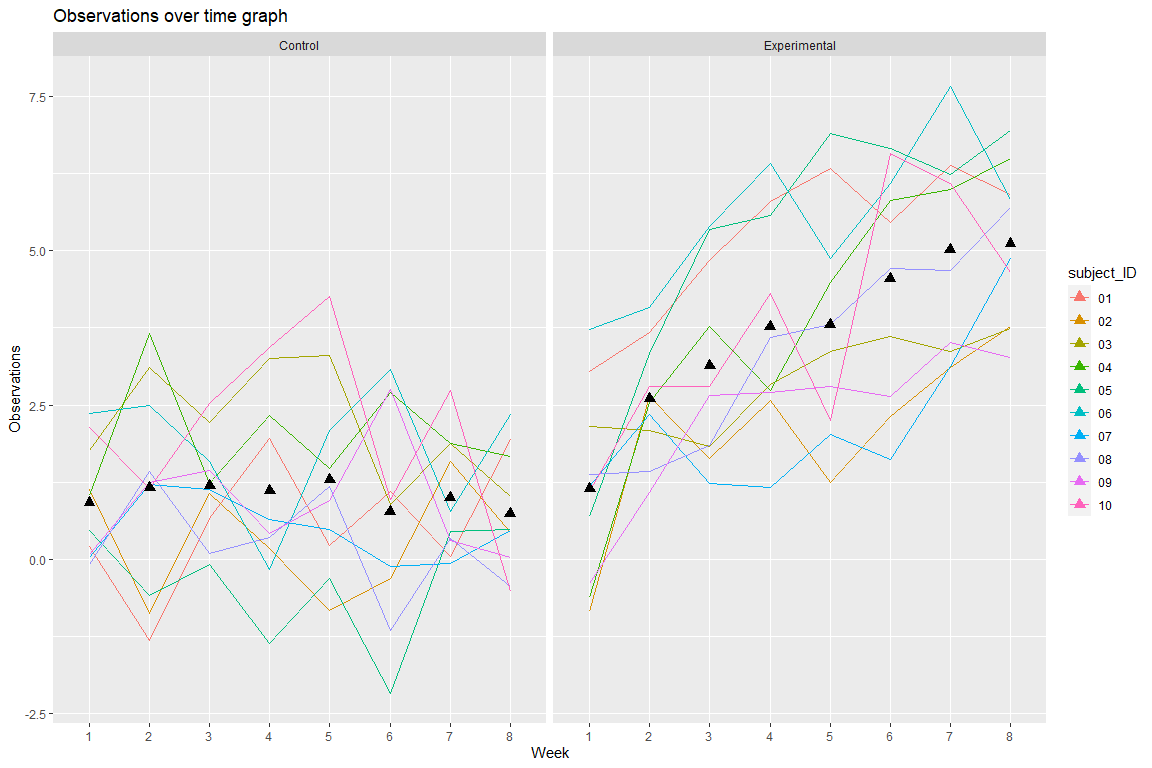 Observations over time graph
Control
Experimental
Observations
7.5
5.0
2.5
0.0
-2.5
1 2 3 4 5 6 7 8
1 2 3 4 5 6 7 8
Week
subject_ID
01
02
03
04
05
06
07
08
09
10